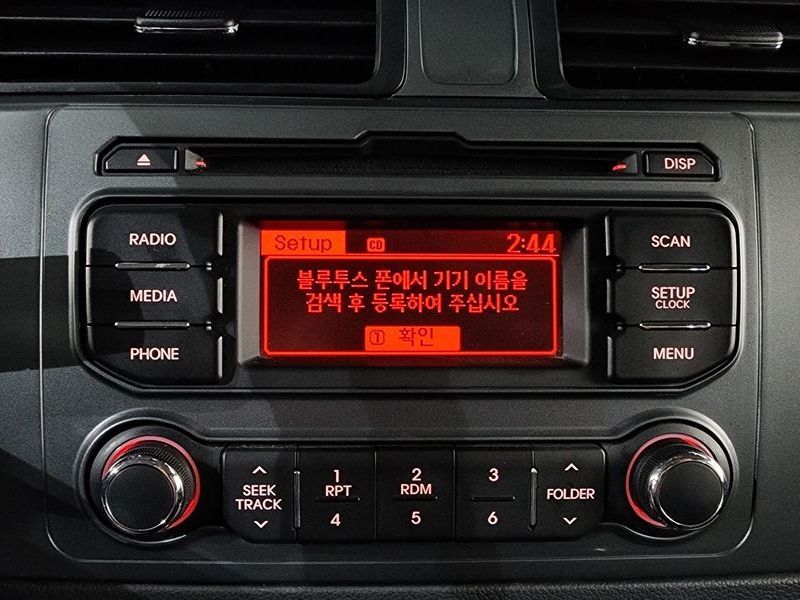 DISP
RADIO
MEDIA
PHONE
Setup CD 2:44
블루투스 폰에서 기기 이름을
검색 후 등록하여 주십시오
① 확인
SCAN
SETUP
CLOCK
MENU
SEEK
TRACK
1
RPT
4
2
RDM
5
3
6
FOLDER